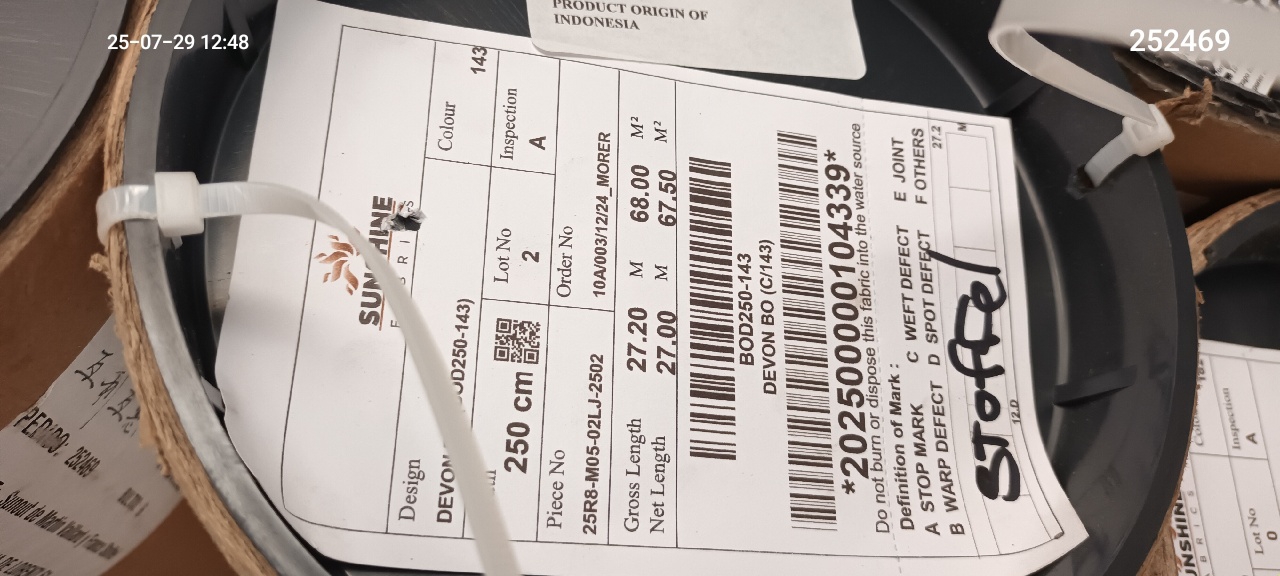 25-07-29 12:48
252469
PRODUCT ORIGIN OF
INDONESIA
SUNSHINE
Design
DEVON
OD250-143)
Colour
143
250 cm
Lot No
2
Inspection
A
Piece No
25R8-M05-02LJ-2502
Order No
10A/003/12/24_MORER
Gross Length 27.20 M 68.00 M²
Net Length 27.00 M 67.50 M²
BOD250-143
DEVON BO (C/143)
*2025000000104339*
Do not burn or dispose this fabric into the water source
Definition of Mark :
A STOP MARK C WEFT DEFECT E JOINT
B WARP DEFECT D SPOT DEFECT F OTHERS
27.2
M
12.D
Stoffel
PEDIDO: 252469
Inspection
A
Lot No
0